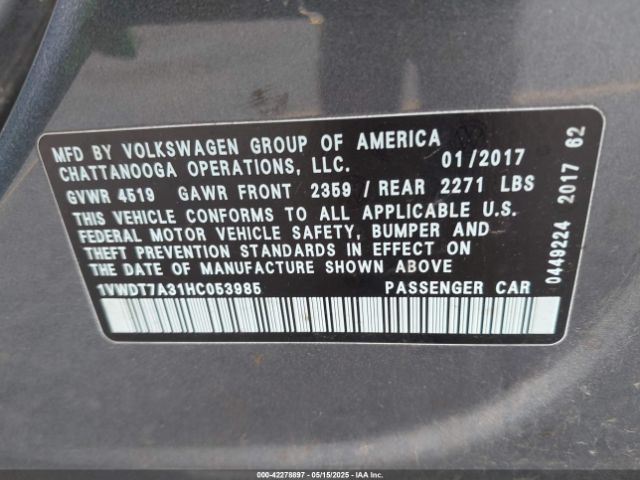 MFD BY VOLKSWAGEN GROUP OF AMERICA
CHATTANOOGA OPERATIONS, LLC. 01/2017
GVWR 4519 GAWR FRONT 2359 / REAR 2271 LBS
THIS VEHICLE CONFORMS TO ALL APPLICABLE U.S.
FEDERAL MOTOR VEHICLE SAFETY, BUMPER AND
THEFT PREVENTION STANDARDS IN EFFECT ON
THE DATE OF MANUFACTURE SHOWN ABOVE
1VWDT7A31HC053985 PASSENGER CAR
0449224 2017 62
000-42278897 - 05/15/2025 - IAAI.COM